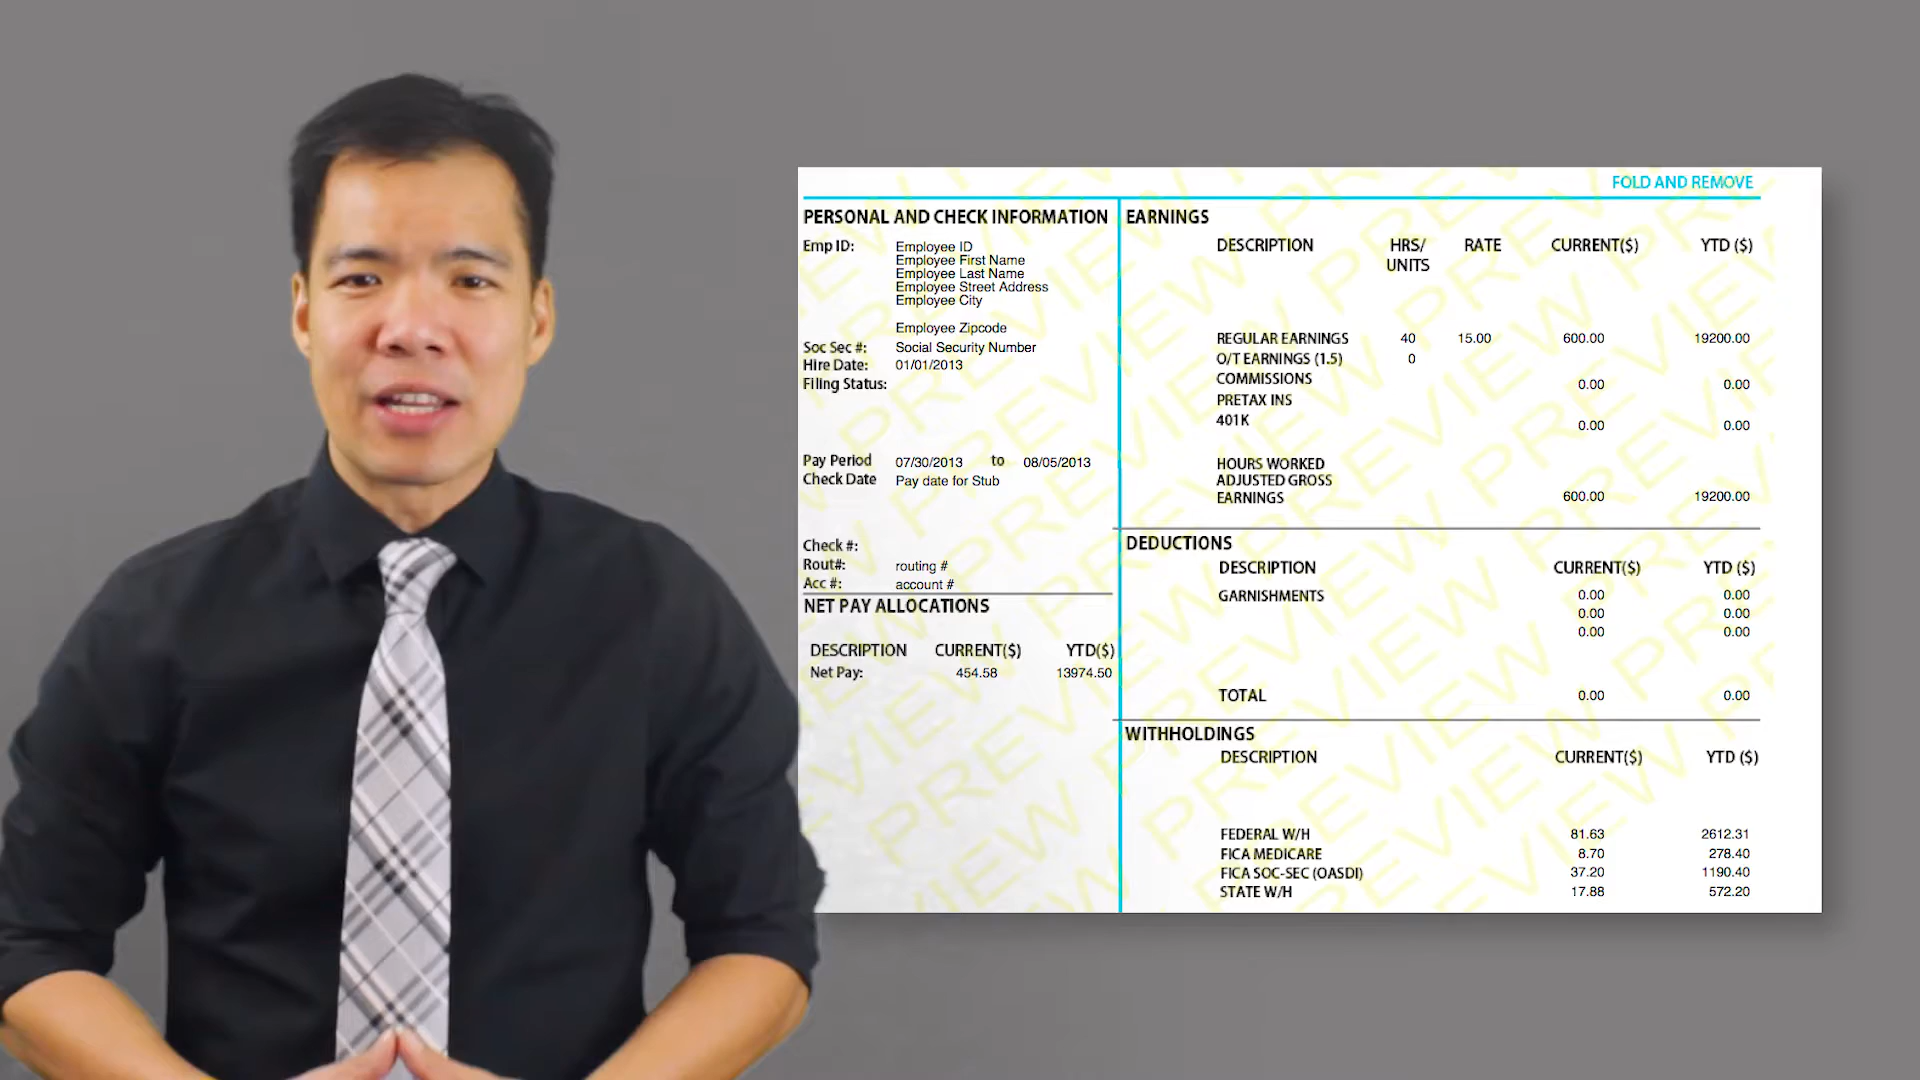 FOLD AND REMOVE
PERSONAL AND CHECK INFORMATION
Emp ID: Employee ID
Employee First Name
Employee Last Name
Employee Street Address
Employee City
Employee Zipcode
Soc Sec #: Social Security Number
Hire Date: 01/01/2013
Filing Status:
Pay Period 07/30/2013 to 08/05/2013
Check Date Pay date for Stub
Check #:
Rout#: routing #
Acc #: account #
NET PAY ALLOCATIONS
DESCRIPTION CURRENT($) YTD($)
Net Pay: 454.58 13974.50
EARNINGS
DESCRIPTION HRS/ UNITS RATE CURRENT($) YTD ($)
REGULAR EARNINGS 40 15.00 600.00 19200.00
O/T EARNINGS (1.5) 0
COMMISSIONS 0.00 0.00
PRETAX INS
401K 0.00 0.00
HOURS WORKED
ADJUSTED GROSS
EARNINGS 600.00 19200.00
DEDUCTIONS
DESCRIPTION CURRENT($) YTD ($)
GARNISHMENTS 0.00 0.00
0.00 0.00
0.00 0.00
TOTAL 0.00 0.00
WITHHOLDINGS
DESCRIPTION CURRENT($) YTD ($)
FEDERAL W/H 81.63 2612.31
FICA MEDICARE 8.70 278.40
FICA SOC-SEC (OASDI) 37.20 1190.40
STATE W/H 17.88 572.20
PREVIEW